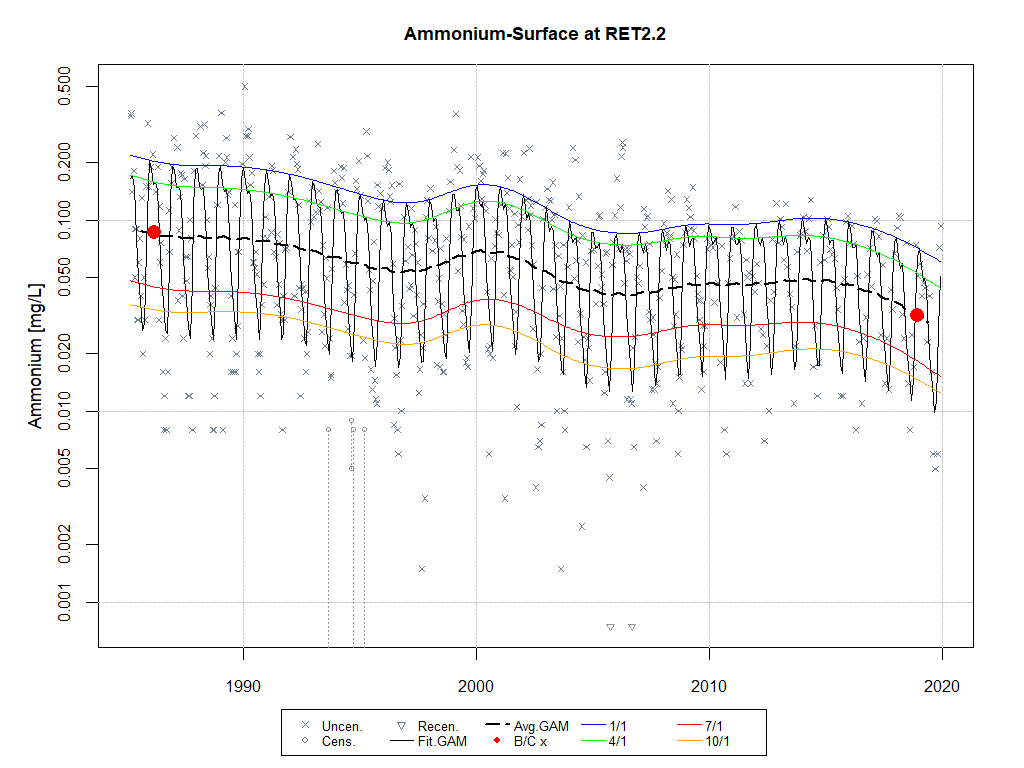 Ammonium-Surface at RET2.2
Ammonium [mg/L]
0.500
0.200
0.100
0.050
0.020
0.010
0.005
0.002
0.001
1990 2000 2010 2020
Uncen. Recen. Avg.GAM 1/1 7/1
Cens. Fit.GAM B/C x 4/1 10/1